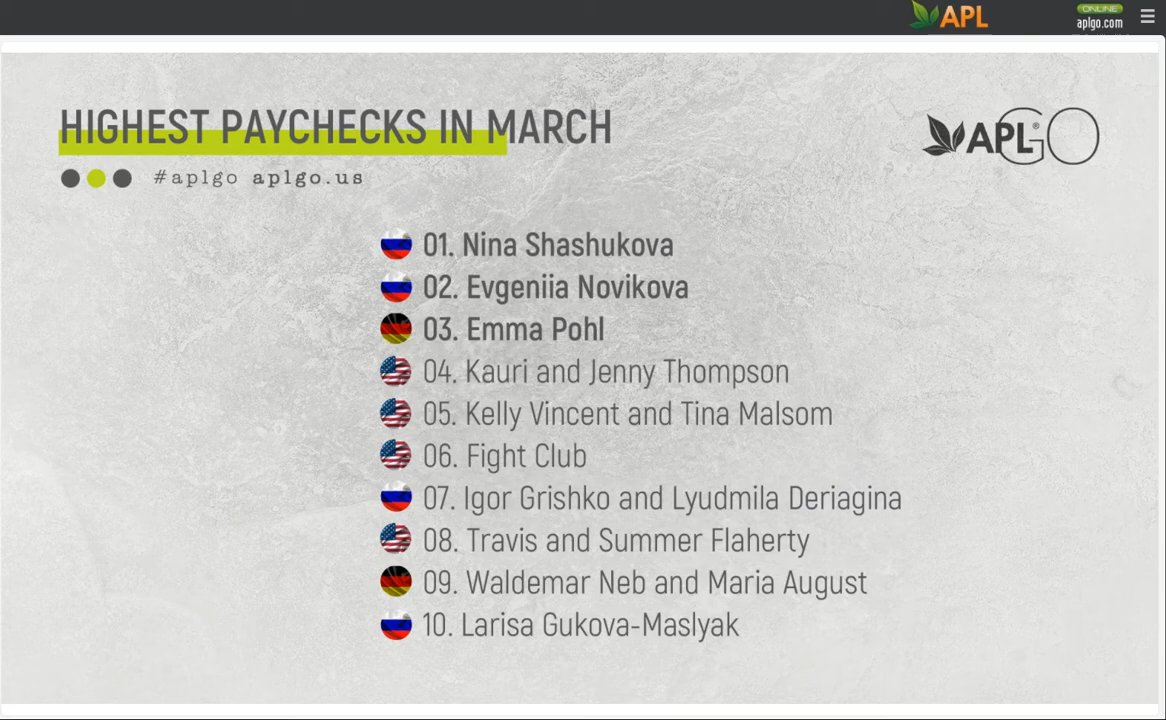 APL
ONLINE
aplgo.com
HIGHEST PAYCHECKS IN MARCH
APL® GO
#aplgo aplgo.us
01. Nina Shashukova
02. Evgeniia Novikova
03. Emma Pohl
04. Kauri and Jenny Thompson
05. Kelly Vincent and Tina Malsom
06. Fight Club
07. Igor Grishko and Lyudmila Deriagina
08. Travis and Summer Flaherty
09. Waldemar Neb and Maria August
10. Larisa Gukova-Maslyak